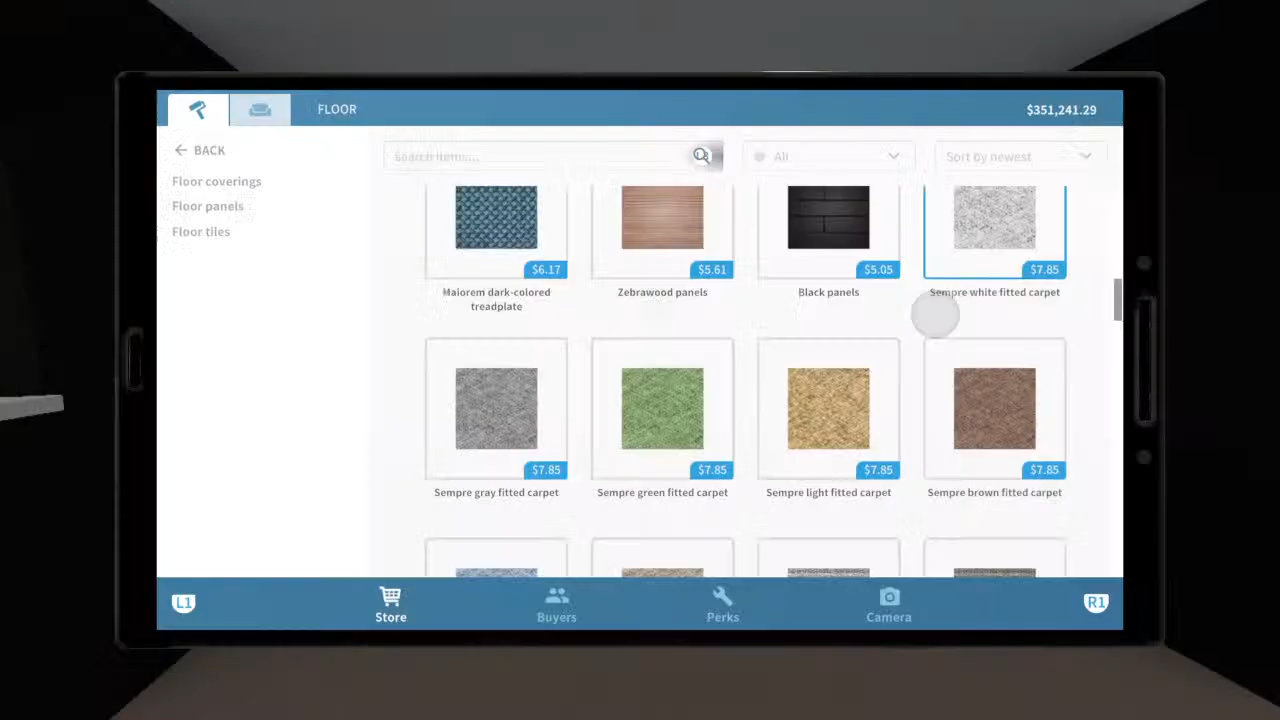 FLOOR
$351,241.29
BACK
Search items....
All
Sort by newest
Floor coverings
Floor panels
Floor tiles
$6.17
$5.61
$5.05
$7.85
Maiorem dark-colored
treadplate
Zebrawood panels
Black panels
Sempre white fitted carpet
$7.85
$7.85
$7.85
$7.85
Sempre gray fitted carpet
Sempre green fitted carpet
Sempre light fitted carpet
Sempre brown fitted carpet
L1
Store
Buyers
Perks
Camera
R1